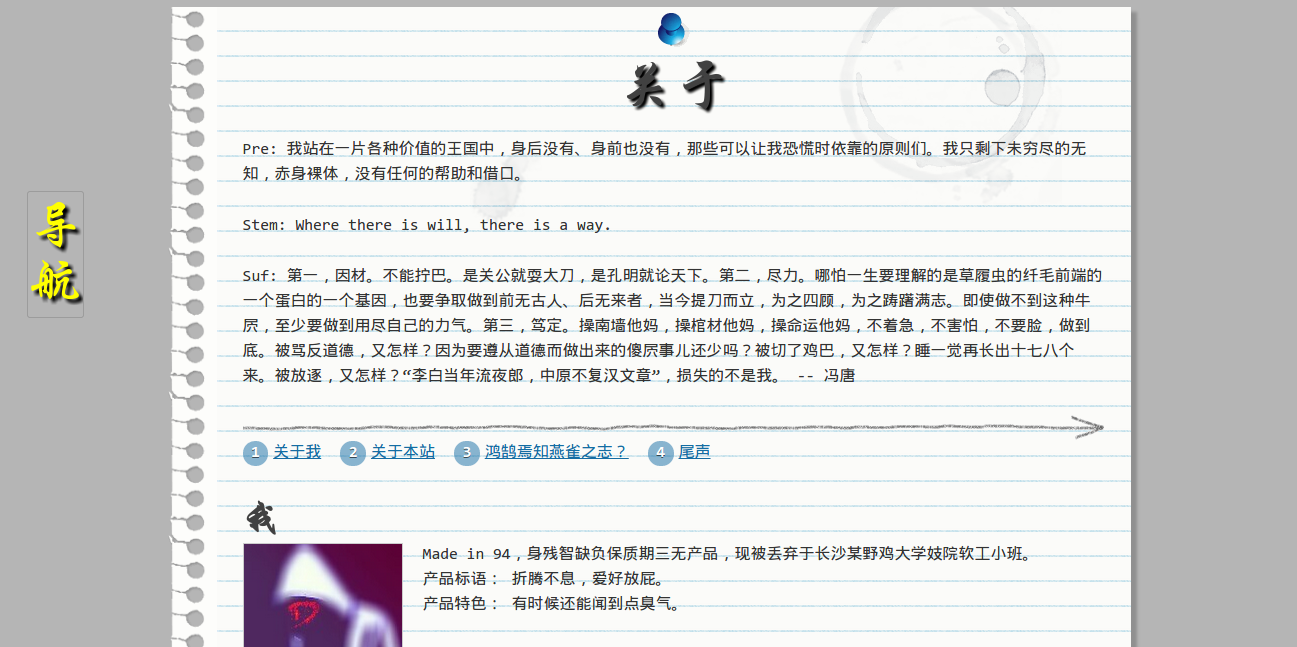 关于
导航
Pre: 我站在一片各种价值的王国中，身后没有、身前也没有，那些可以让我恐慌时依靠的原则们。我只剩下未穷尽的无
知，赤身裸体，没有任何的帮助和借口。
Stem: Where there is will, there is a way.
Suf: 第一，因材。不能拧巴。是关公就耍大刀，是孔明就论天下。第二，尽力。哪怕一生要理解的是草履虫的纤毛前端的
一个蛋白的一个基因，也要争取做到前无古人、后无来者，当今提刀而立，为之四顾，为之踌躇满志。即使做不到这种牛
屄，至少要做到用尽自己的力气。第三，笃定。操南墙他妈，操棺材他妈，操命运他妈，不着急，不害怕，不要脸，做到
底。被骂反道德，又怎样？因为要遵从道德而做出来的傻屄事儿还少吗？被切了鸡巴，又怎样？睡一觉再长出十七八个
来。被放逐，又怎样？“李白当年流夜郎，中原不复汉文章”，损失的不是我。 -- 冯唐
1 关于我 2 关于本站 3 鸿鹄焉知燕雀之志？ 4 尾声
我
Made in 94，身残智缺负保质期三无产品，现被丢弃于长沙某野鸡大学妓院软工小班。
产品标语： 折腾不息，爱好放屁。
产品特色： 有时候还能闻到点臭气。